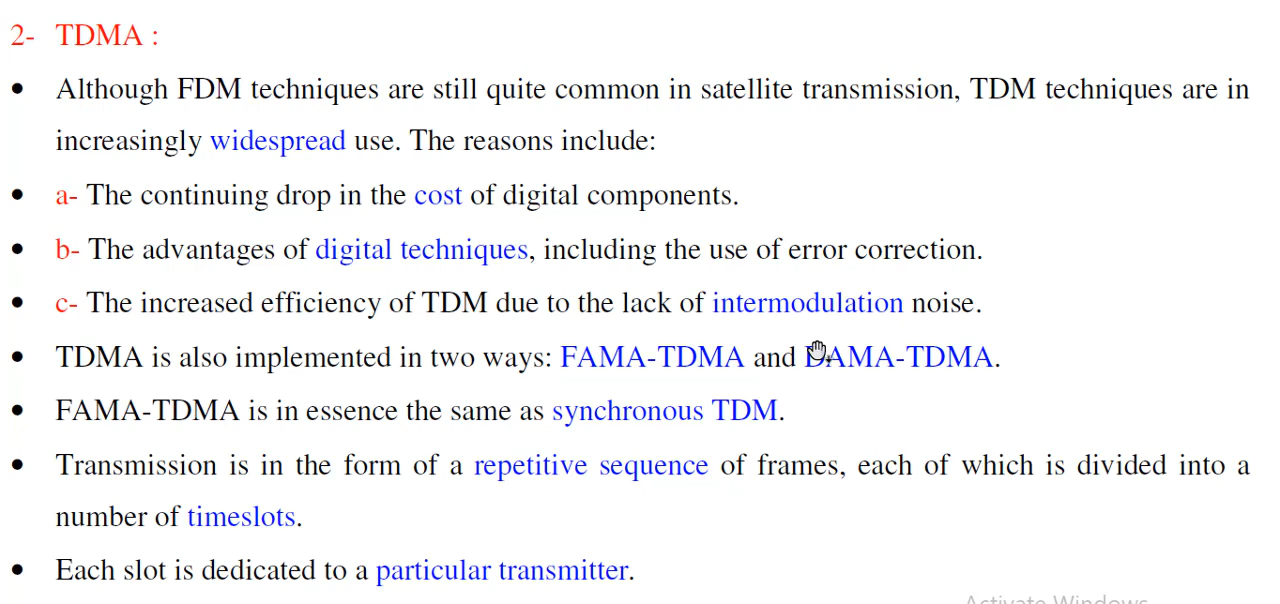 2- TDMA :
• Although FDM techniques are still quite common in satellite transmission, TDM techniques are in
increasingly widespread use. The reasons include:
• a- The continuing drop in the cost of digital components.
• b- The advantages of digital techniques, including the use of error correction.
• c- The increased efficiency of TDM due to the lack of intermodulation noise.
• TDMA is also implemented in two ways: FAMA-TDMA and DAMA-TDMA.
• FAMA-TDMA is in essence the same as synchronous TDM.
• Transmission is in the form of a repetitive sequence of frames, each of which is divided into a
number of timeslots.
• Each slot is dedicated to a particular transmitter.
Activate Windows